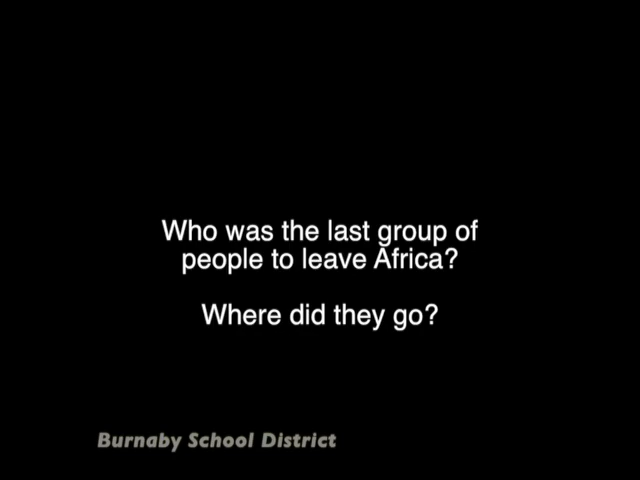 Who was the last group of
people to leave Africa?
Where did they go?
Burnaby School District